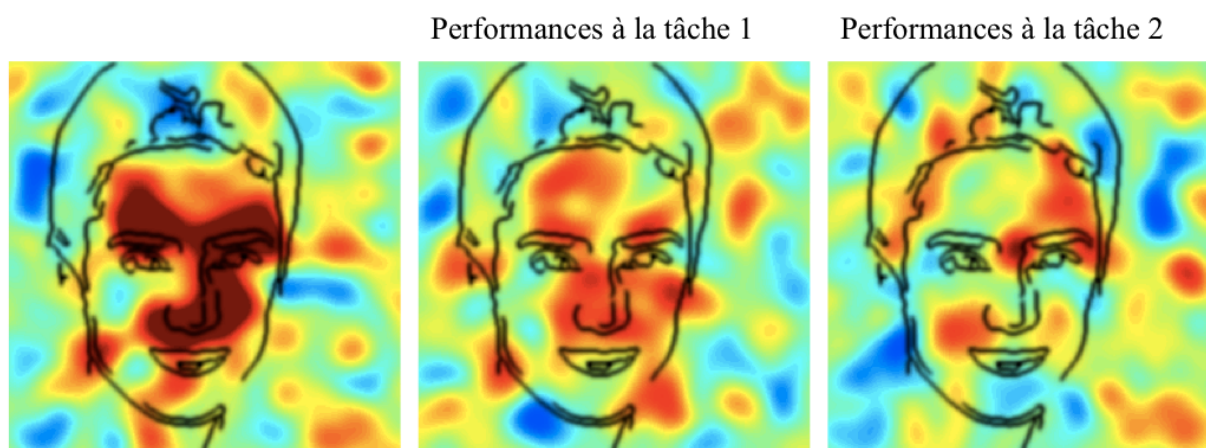 Performances à la tâche 1
Performances à la tâche 2